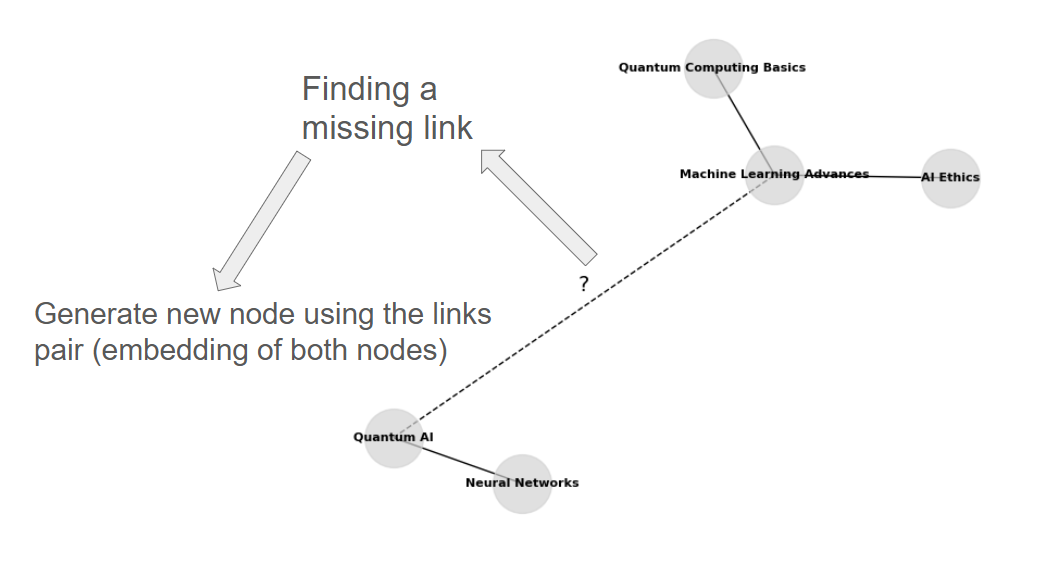 Finding a
missing link
Quantum Computing Basics
Machine Learning Advances
AI Ethics
?
Generate new node using the links
pair (embedding of both nodes)
Quantum AI
Neural Networks